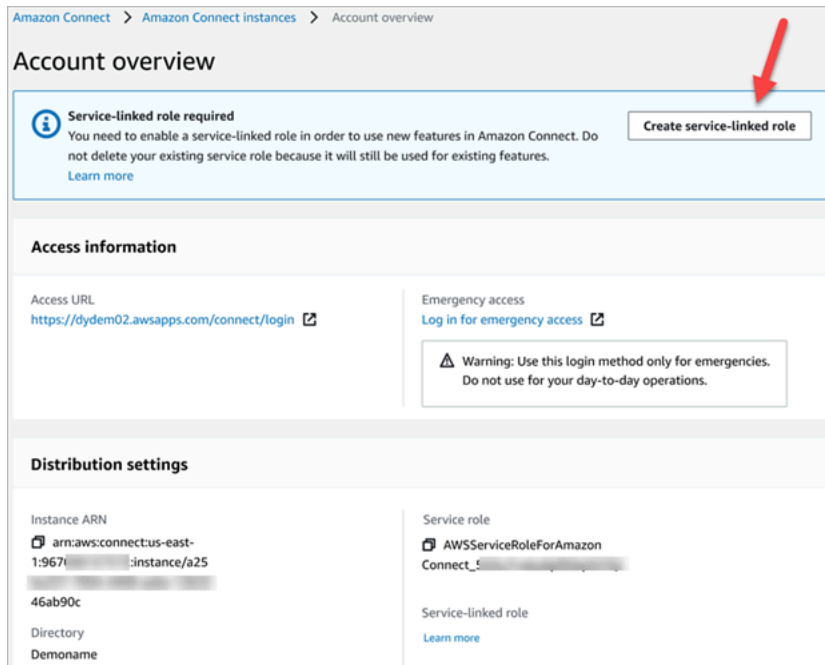 Amazon Connect > Amazon Connect instances > Account overview
Account overview
Service-linked role required
You need to enable a service-linked role in order to use new features in Amazon Connect. Do
not delete your existing service role because it will still be used for existing features.
Learn more
Create service-linked role
Access information
Access URL
https://dydem02.awsapps.com/connect/login
Emergency access
Log in for emergency access
Warning: Use this login method only for emergencies.
Do not use for your day-to-day operations.
Distribution settings
Instance ARN
arn:aws:connect:us-east-
1:967 :instance/a25
46ab90c
Directory
Demoname
Service role
AWSServiceRoleForAmazon
Connect_5
Service-linked role
Learn more